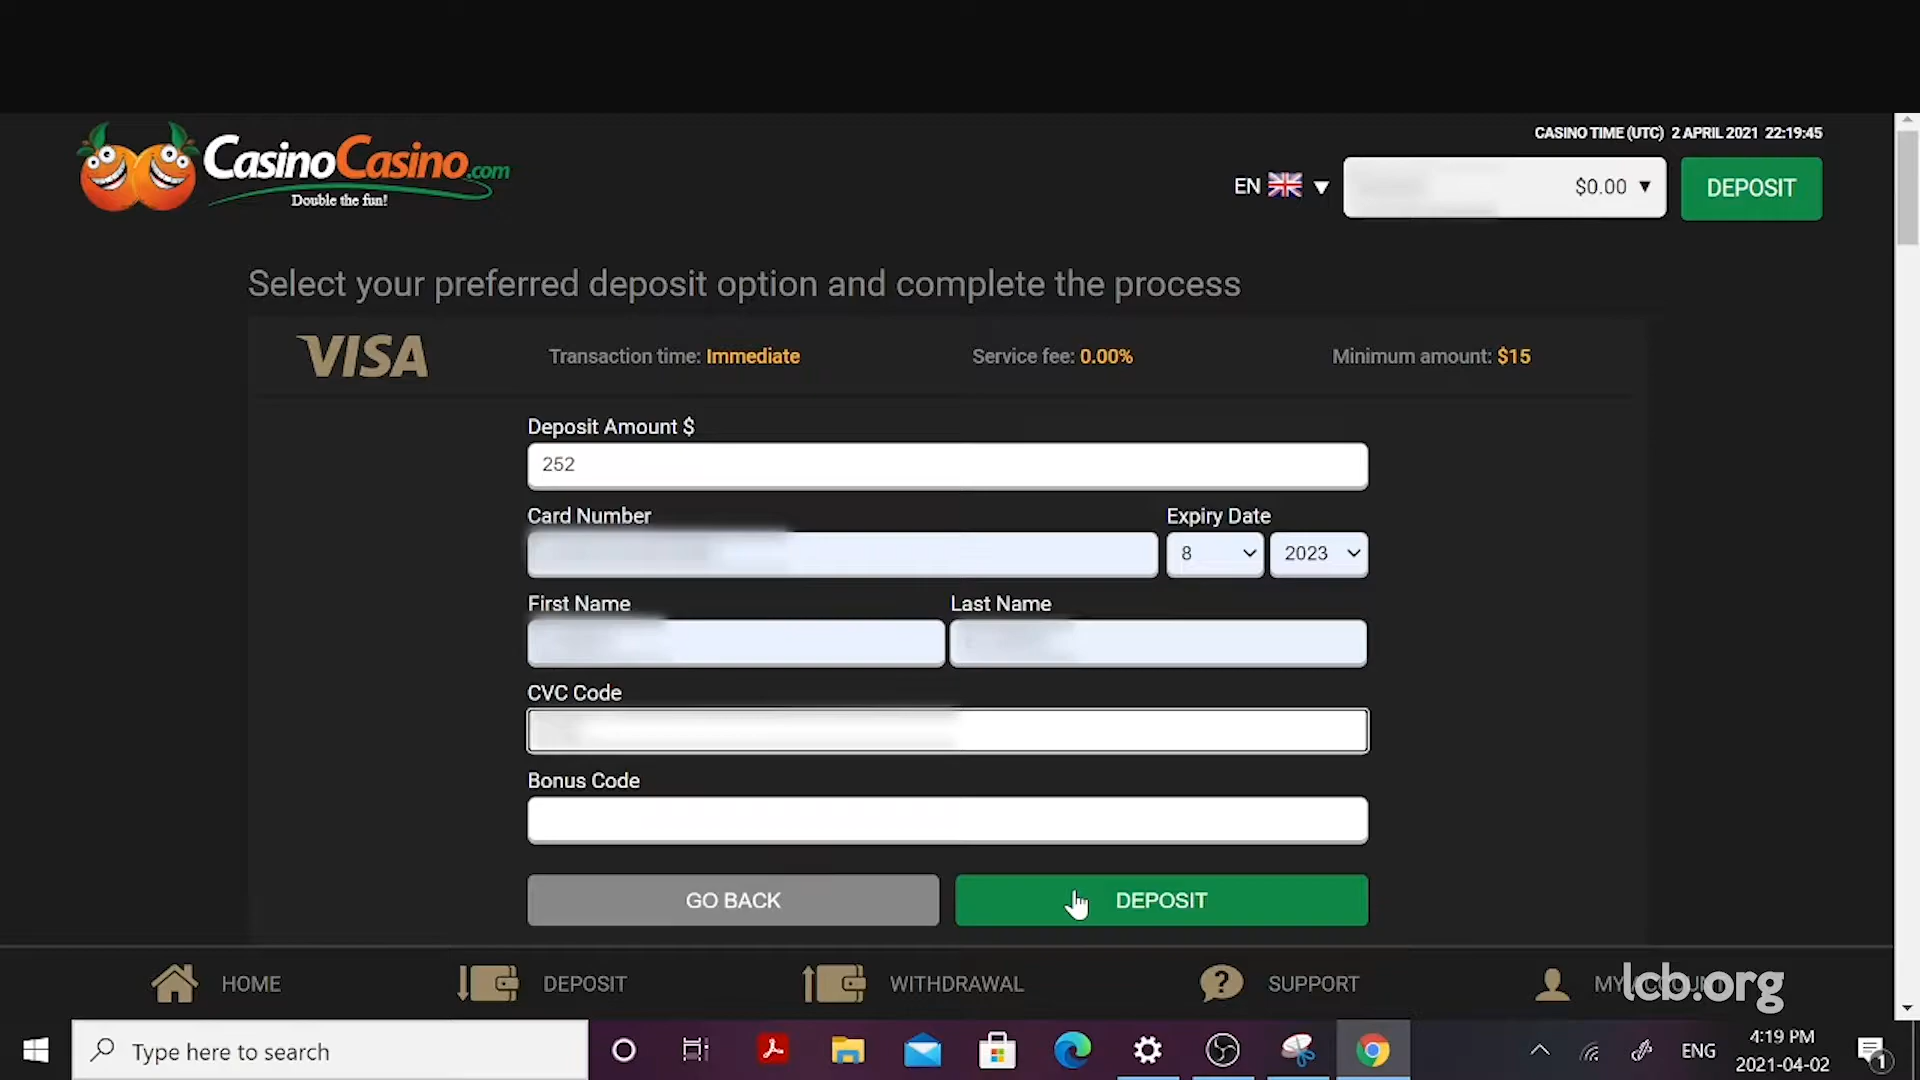 CASINO TIME (UTC) 2 APRIL 2021 22:19:45
CasinoCasino.com
Double the fun!
EN
$0.00
DEPOSIT
Select your preferred deposit option and complete the process
VISA
Transaction time: Immediate
Service fee: 0.00%
Minimum amount: $15
Deposit Amount $
252
Card Number
Expiry Date
8
2023
First Name
Last Name
CVC Code
Bonus Code
GO BACK
DEPOSIT
HOME
DEPOSIT
WITHDRAWAL
SUPPORT
MY ACCOUNT
lcb.org
Type here to search
ENG
4:19 PM
2021-04-02
1